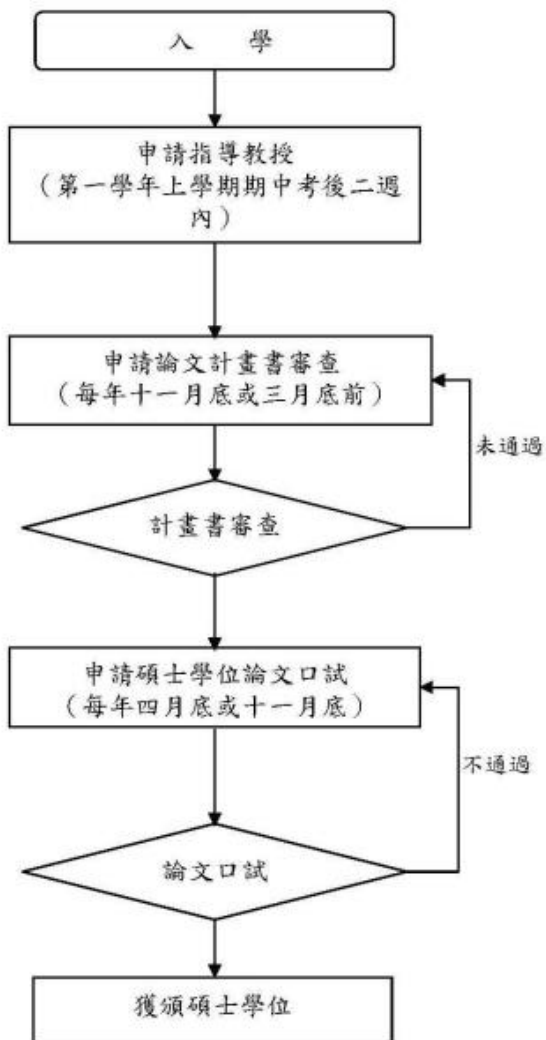 入　　學
申請指導教授
（第一學年上學期期中考後二週
內）
申請論文計畫書審查
（每年十一月底或三月底前）
未通過
計畫書審查
申請碩士學位論文口試
（每年四月底或十一月底）
不通過
論文口試
獲頒碩士學位